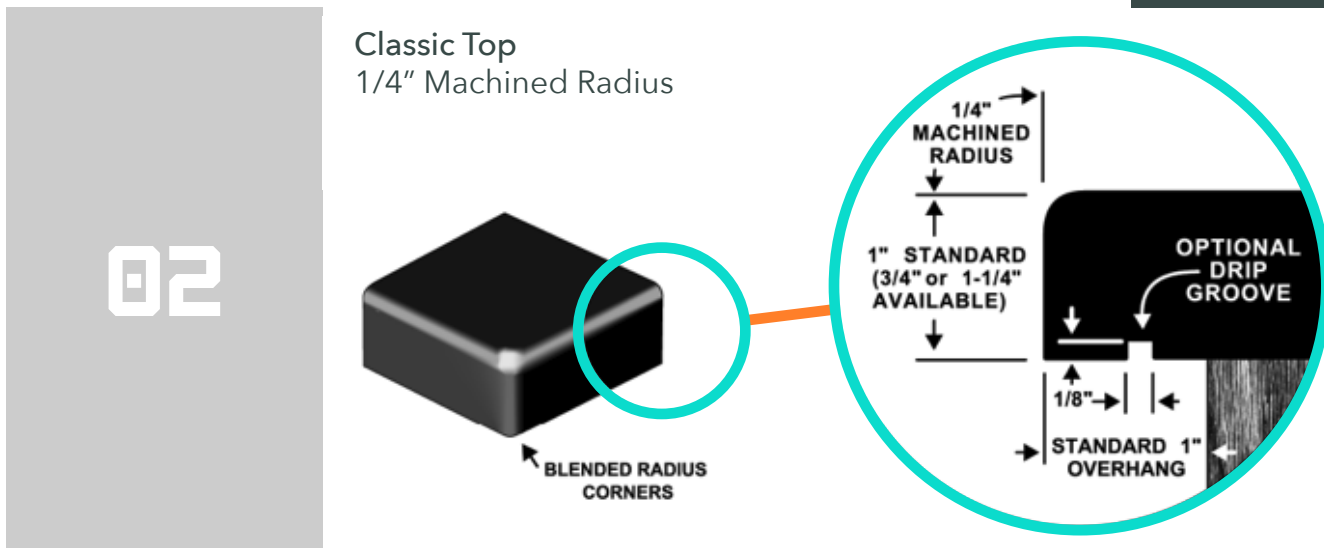 02
Classic Top
1/4” Machined Radius
BLENDED RADIUS
CORNERS
1/4"
MACHINED
RADIUS
1" STANDARD
(3/4" or 1-1/4"
AVAILABLE)
OPTIONAL
DRIP
GROOVE
1/8"
STANDARD 1"
OVERHANG